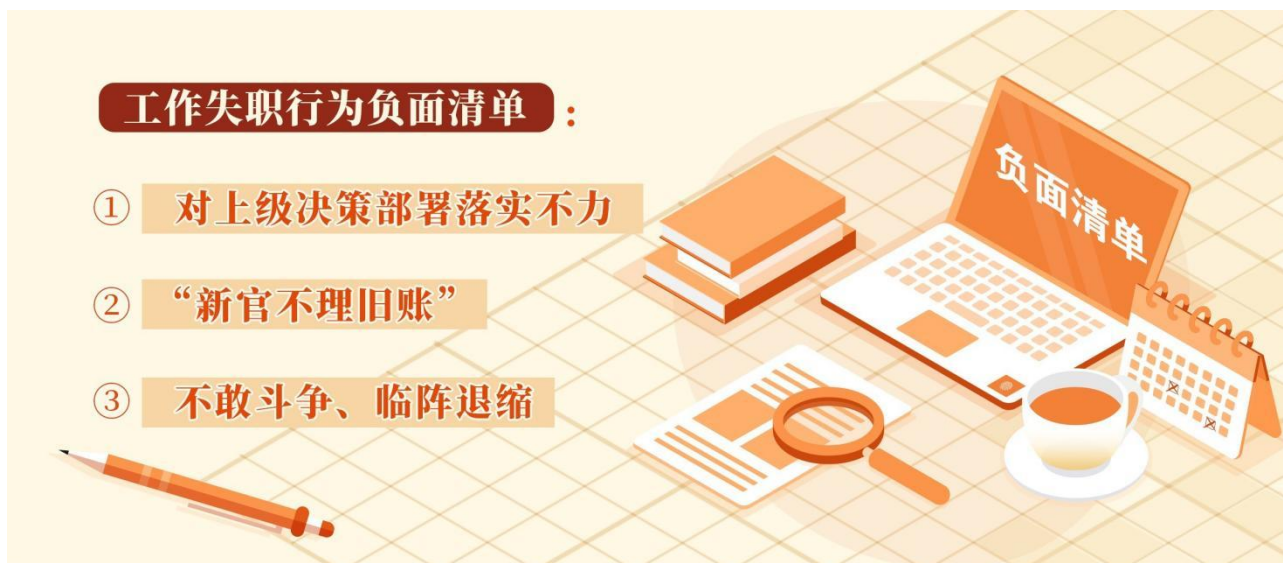 工作失职行为负面清单：
① 对上级决策部署落实不力
② “新官不理旧账”
③ 不敢斗争、临阵退缩
负面清单